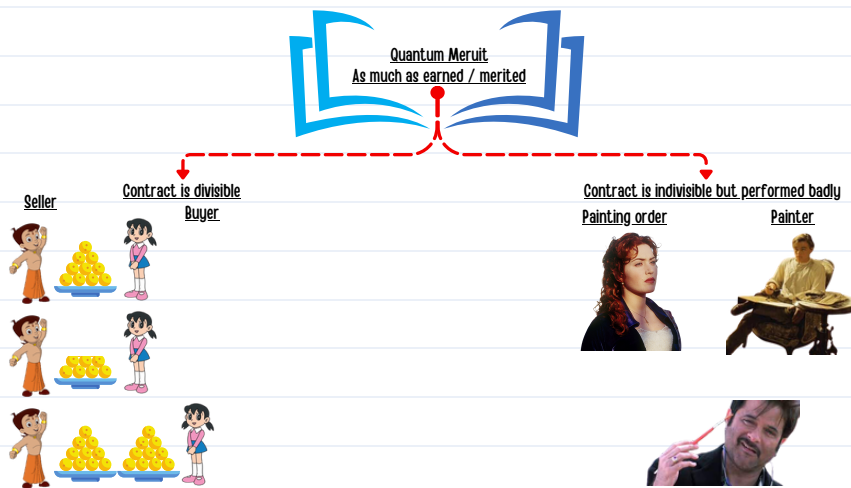 Quantum Meruit
As much as earned / merited
Contract is divisible
Seller
Buyer
Contract is indivisible but performed badly
Painting order
Painter